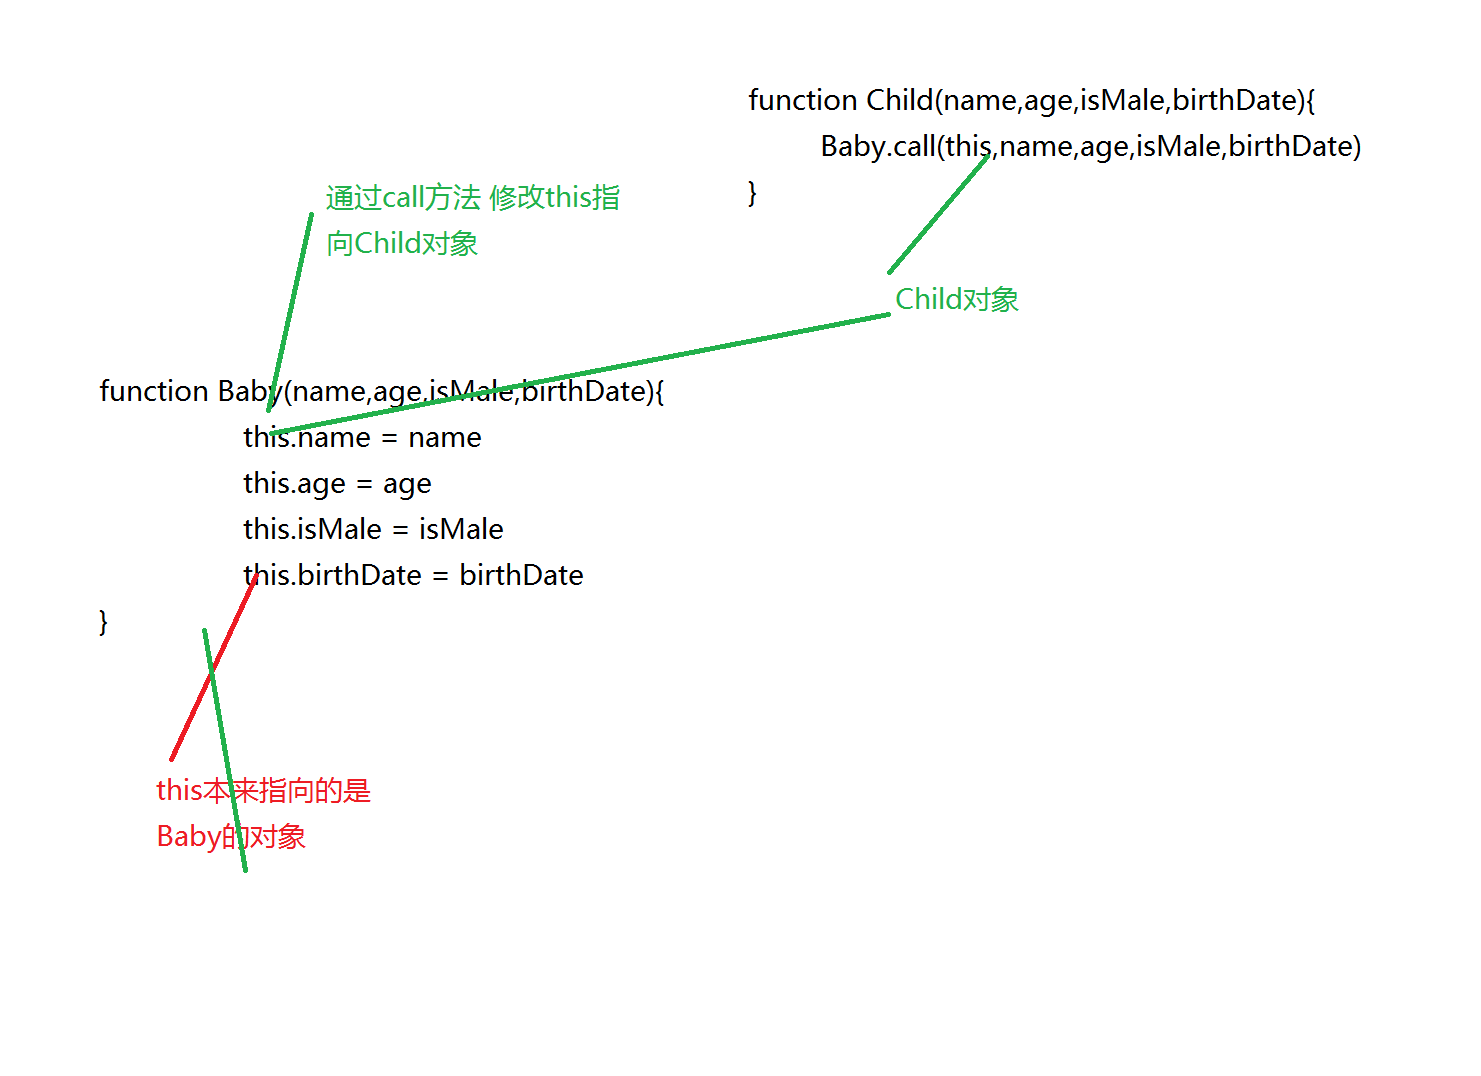 function Child(name,age,isMale,birthDate){
Baby.call(this,name,age,isMale,birthDate)
}
通过call方法 修改this指
向Child对象
Child对象
function Baby(name,age,isMale,birthDate){
this.name = name
this.age = age
this.isMale = isMale
this.birthDate = birthDate
}
this本来指向的是
Baby的对象